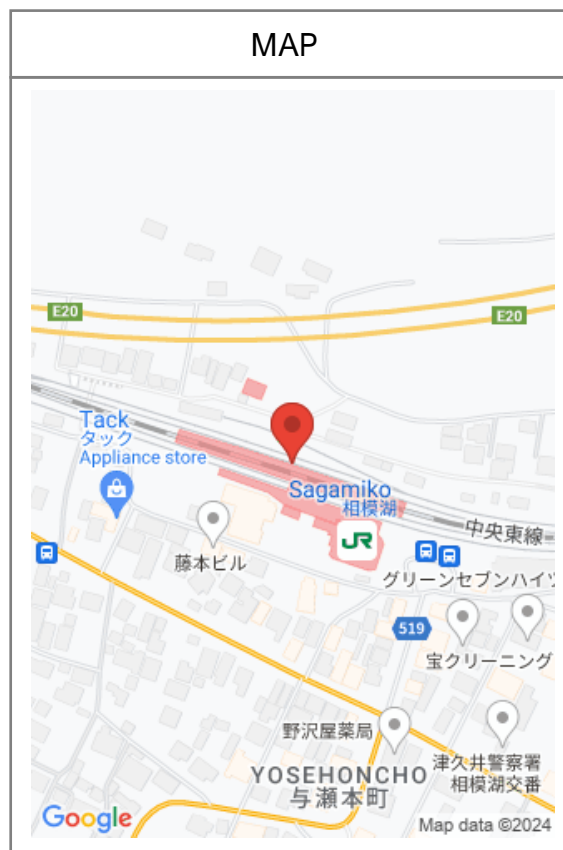 MAP
E20
E20
Tack
タック
Appliance store
Sagamiko
相模湖
JR
中央東線
藤本ビル
グリーンセブンハイツ
519
宝クリーニング
野沢屋薬局
津久井警察署
相模湖交番
YOSEHONCHO
与瀬本町
Google
Map data ©2024